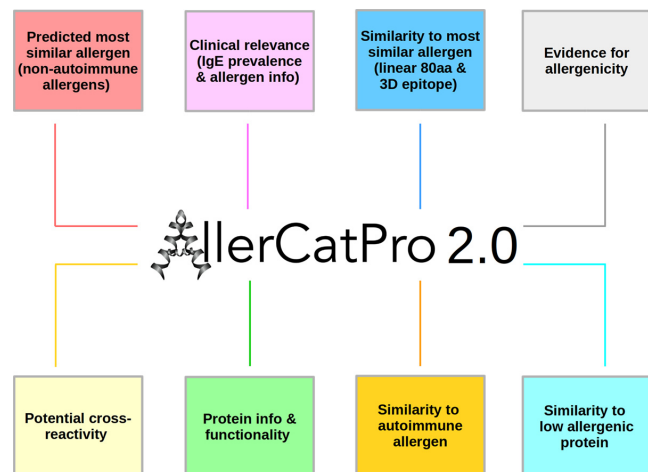 Predicted most
similar allergen
(non-autoimmune
allergens)
Clinical relevance
(IgE prevalence
& allergen info)
Similarity to most
similar allergen
(linear 80aa &
3D epitope)
Evidence for
allergenicity
AllerCatPro 2.0
Potential cross-
reactivity
Protein info &
functionality
Similarity to
autoimmune
allergen
Similarity to
low allergenic
protein